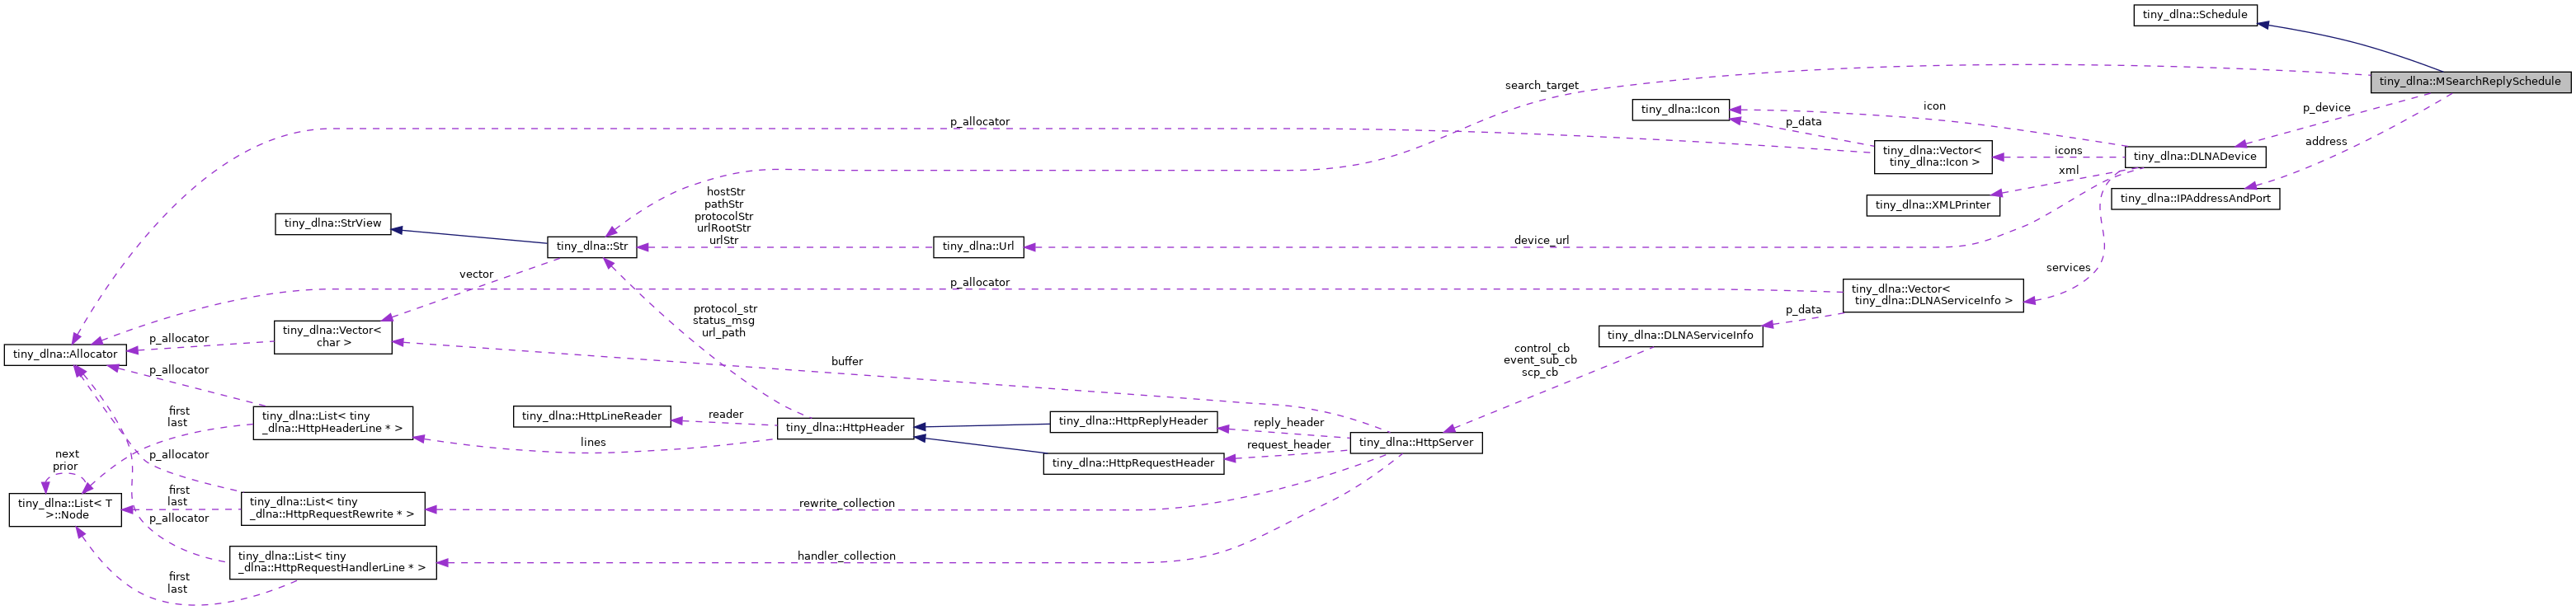 tiny_dlna::Schedule
tiny_dlna::MSearchReplySchedule
search_target
p_device
icon
tiny_dlna::Icon
p_allocator
p_data
address
tiny_dlna::Vector<
tiny_dlna::Icon >
icons
tiny_dlna::DLNADevice
xml
hostStr
pathStr
protocolStr
urlRootStr
urlStr
tiny_dlna::XMLPrinter
tiny_dlna::IPAddressAndPort
tiny_dlna::StrView
tiny_dlna::Str
tiny_dlna::Url
device_url
services
vector
p_allocator
tiny_dlna::Vector<
tiny_dlna::DLNAServiceInfo >
p_data
protocol_str
status_msg
url_path
tiny_dlna::Vector<
char >
p_allocator
tiny_dlna::DLNAServiceInfo
tiny_dlna::Allocator
control_cb
event_sub_cb
scp_cb
buffer
p_allocator
first
last
tiny_dlna::List< tiny
_dlna::HttpHeaderLine * >
tiny_dlna::HttpLineReader
reader
tiny_dlna::HttpHeader
tiny_dlna::HttpReplyHeader
reply_header
lines
request_header
tiny_dlna::HttpServer
tiny_dlna::HttpRequestHeader
next
prior
p_allocator
first
last
tiny_dlna::List< T
>::Node
tiny_dlna::List< tiny
_dlna::HttpRequestRewrite * >
rewrite_collection
p_allocator
tiny_dlna::List< tiny
_dlna::HttpRequestHandlerLine * >
handler_collection
first
last